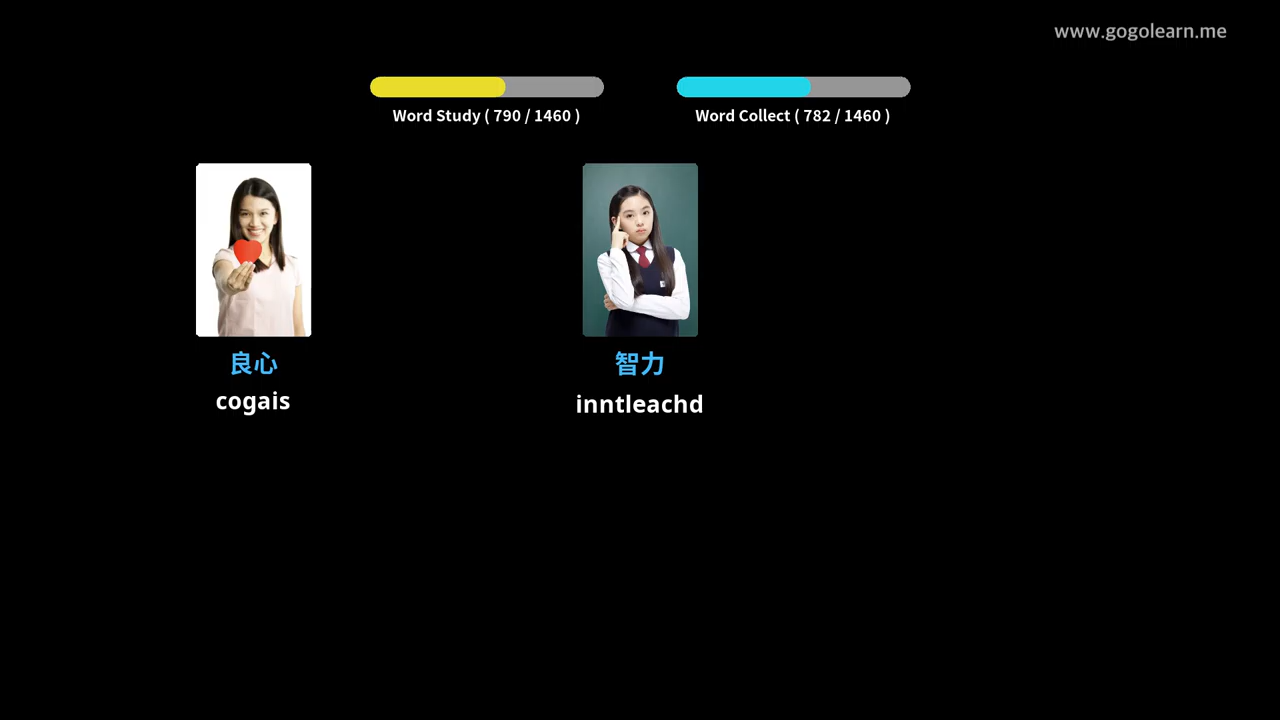 www.gogolearn.me
Word Study ( 790 / 1460 )
Word Collect ( 782 / 1460 )
良心
cogais
智力
inntleachd